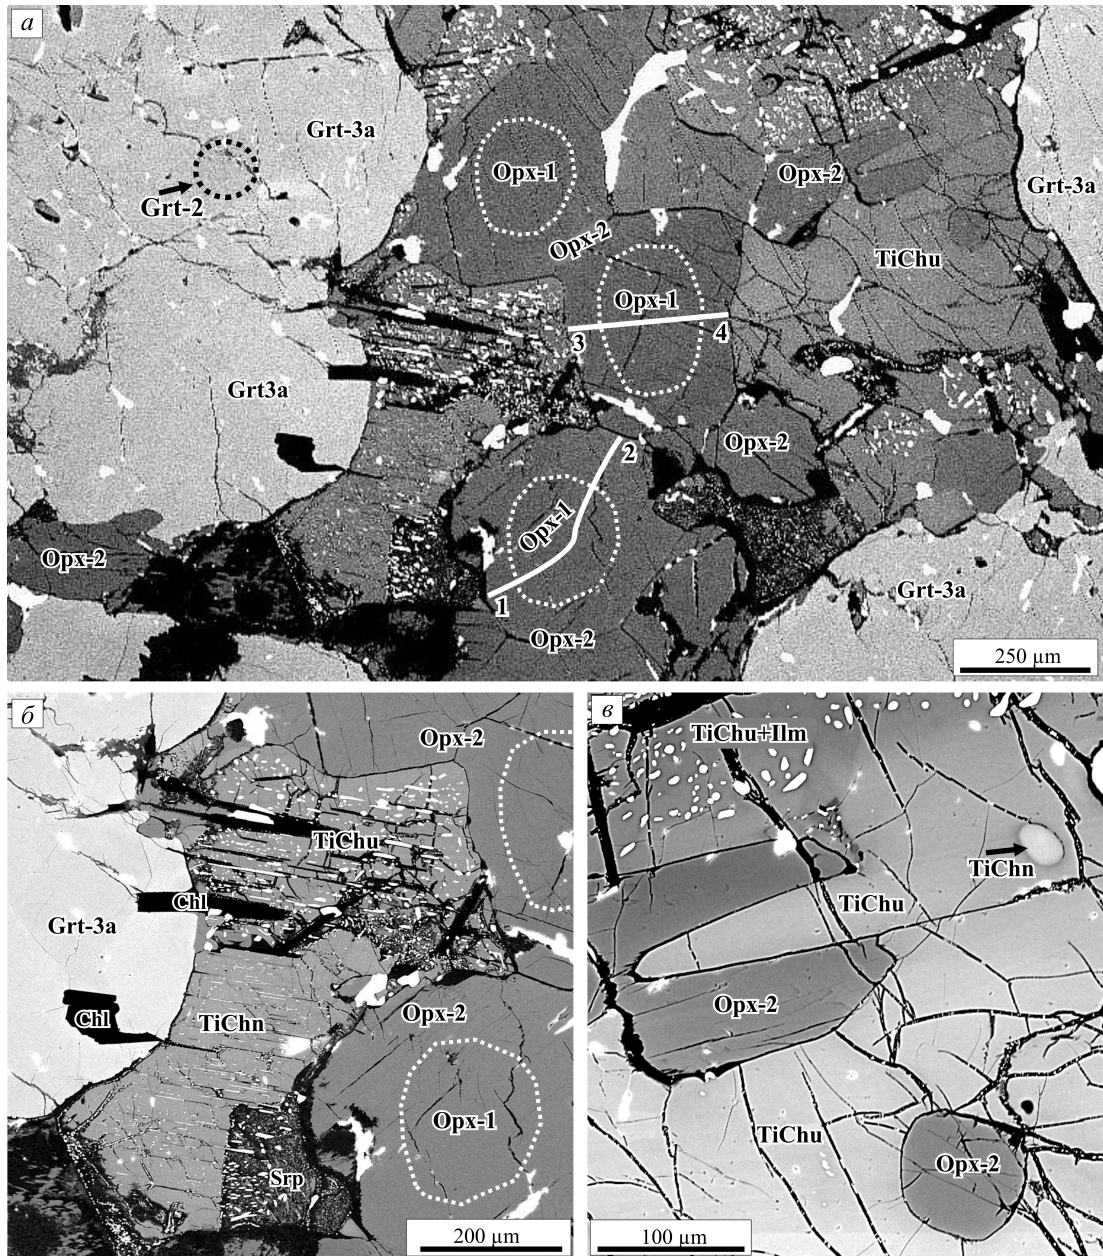 а
Grt-3a
Opx-1
Opx-2
Grt-3a
Grt-2
Opx-2
TiChu
Opx-1
3
4
Grt3a
Opx-2
2
Opx-1
Opx-2
Grt-3a
1
Opx-2
250 µm
б
Opx-2
TiChu
Chl
Grt-3a
Chl
TiChn
Opx-2
Opx-1
Srp
200 µm
в
TiChu+Ilm
TiChn
TiChu
Opx-2
TiChu
Opx-2
100 µm